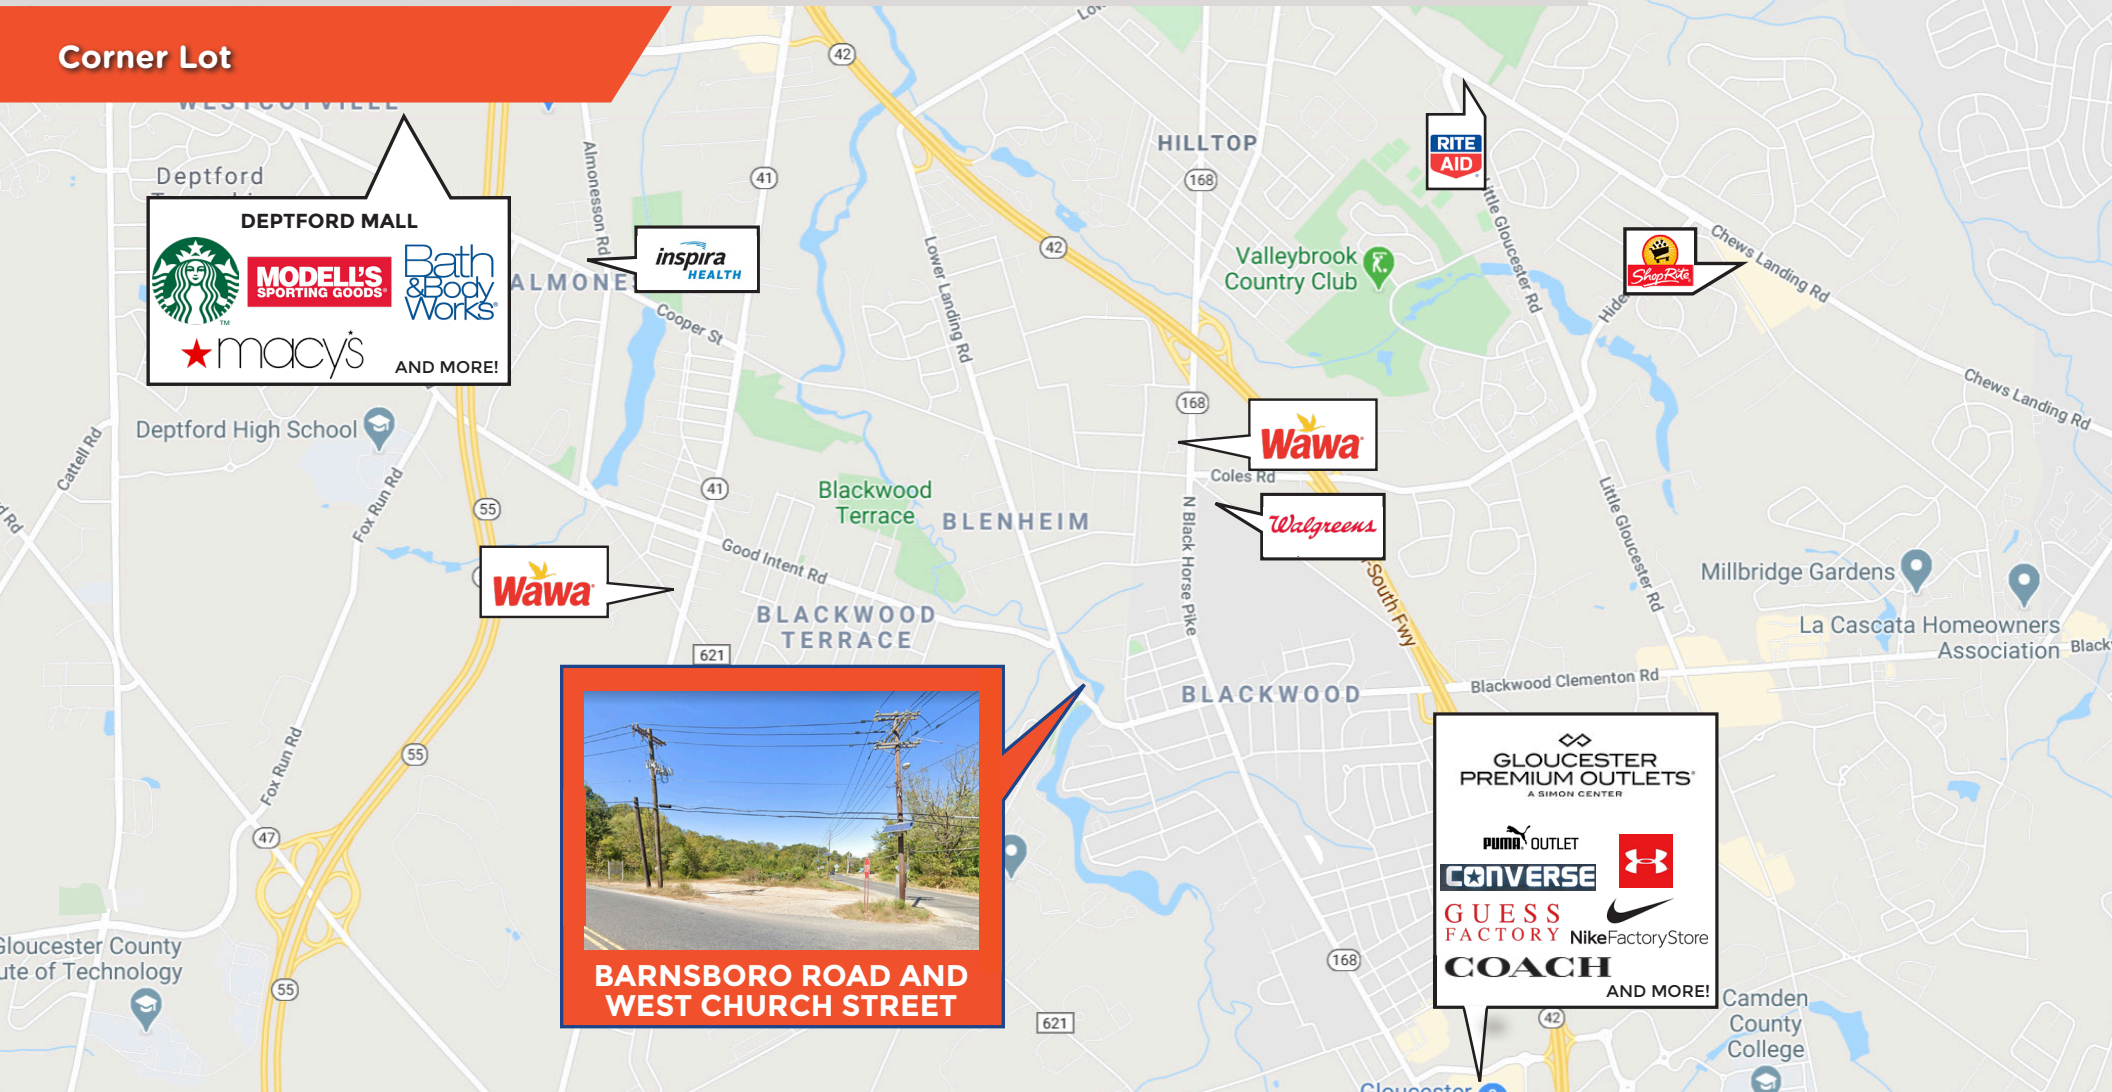 Corner Lot
WESTCOTVILLE
Deptford
DEPTFORD MALL
MODELL'S
SPORTING GOODS
Bath
&Body
Works
macy's
AND MORE!
42
41
Almonesson Rd
inspira
HEALTH
Cooper St
Lower Landing Rd
42
HILLTOP
168
Valleybrook
Country Club
RITE
AID
Little Gloucester Rd
ShopRite
Chews Landing Rd
Chews Landing Rd
Deptford High School
Cattell Rd
Fox Run Rd
55
41
Blackwood
Terrace
BLENHEIM
168
Wawa
Coles Rd
Walgreens
N Black Horse Pike
Little Gloucester Rd
Millbridge Gardens
La Cascata Homeowners
Association
Wawa
Good Intent Rd
BLACKWOOD
TERRACE
621
-South Fwy
BLACKWOOD
Blackwood Clementon Rd
Black
55
Fox Run Rd
47
BARNSBORO ROAD AND
WEST CHURCH STREET
GLOUCESTER
PREMIUM OUTLETS
A SIMON CENTER
PUMA OUTLET
CONVERSE
GUESS
FACTORY
NikeFactoryStore
COACH
AND MORE!
Gloucester County
ute of Technology
55
168
621
42
Camden
County
College
Gloucester